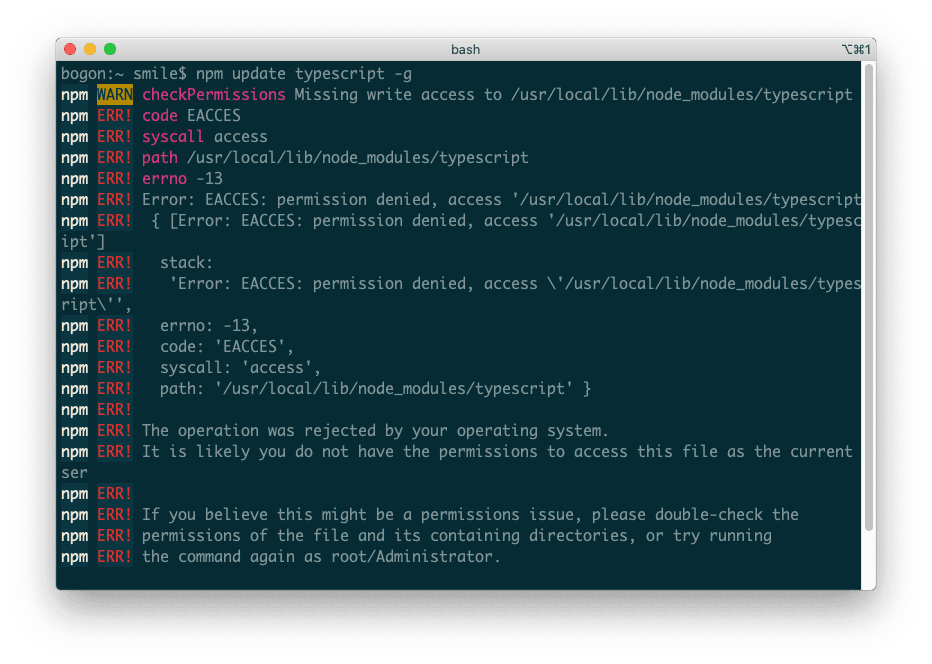 bash
⌥⌘1
bogon:~ smile$ npm update typescript -g
npm WARN checkPermissions Missing write access to /usr/local/lib/node_modules/typescript
npm ERR! code EACCES
npm ERR! syscall access
npm ERR! path /usr/local/lib/node_modules/typescript
npm ERR! errno -13
npm ERR! Error: EACCES: permission denied, access '/usr/local/lib/node_modules/typescript
npm ERR!  { [Error: EACCES: permission denied, access '/usr/local/lib/node_modules/typesc
ipt']
npm ERR!   stack:
npm ERR!    'Error: EACCES: permission denied, access \'/usr/local/lib/node_modules/types
ript\'',
npm ERR!   errno: -13,
npm ERR!   code: 'EACCES',
npm ERR!   syscall: 'access',
npm ERR!   path: '/usr/local/lib/node_modules/typescript' }
npm ERR!
npm ERR! The operation was rejected by your operating system.
npm ERR! It is likely you do not have the permissions to access this file as the current
ser
npm ERR!
npm ERR! If you believe this might be a permissions issue, please double-check the
npm ERR! permissions of the file and its containing directories, or try running
npm ERR! the command again as root/Administrator.